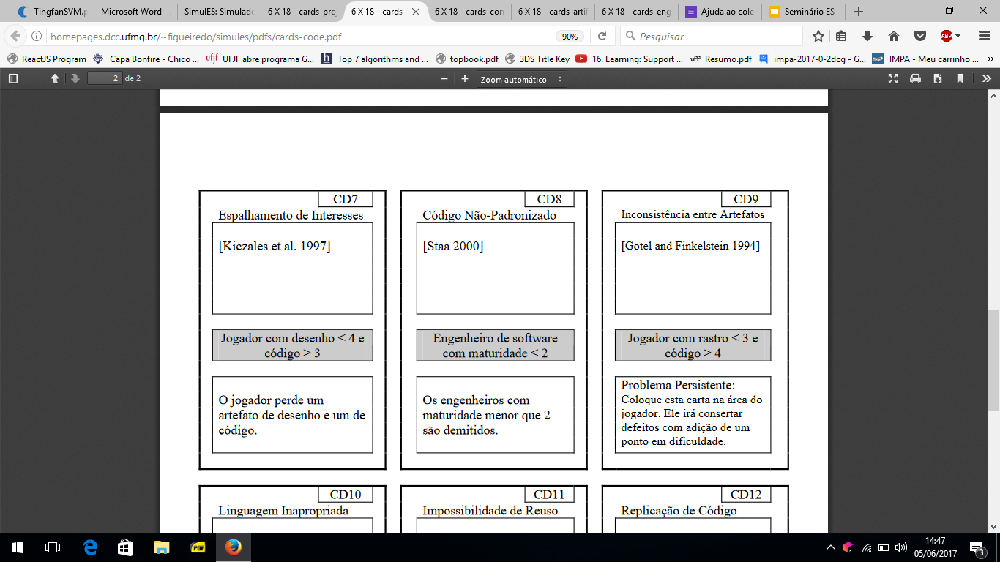 TingfanSVM.p
Microsoft Word -
SimulES: Simulado
6 X 18 - cards-proj
6 X 18 - cards-
6 X 18 - cards-con
6 X 18 - cards-artif
6 X 18 - cards-eng
Ajuda ao cole
Seminário ES -
homepages.dcc.ufmg.br/~figueiredo/simules/pdfs/cards-code.pdf
90%
Pesquisar
ABP
ReactJS Program
Capa Bonfire - Chico ...
ufjf UFJF abre programa G...
h Top 7 algorithms and ...
topbook.pdf
3DS Title Key
16. Learning: Support ...
Resumo.pdf
impa-2017-0-2dcg - G...
IMPA - Meu carrinho ...
2 de 2
Zoom automático
CD7
Espalhamento de Interesses
[Kiczales et al. 1997]
Jogador com desenho < 4 e
código > 3
O jogador perde um
artefato de desenho e um de
código.
CD8
Código Não-Padronizado
[Staa 2000]
Engenheiro de software
com maturidade < 2
Os engenheiros com
maturidade menor que 2
são demitidos.
CD9
Inconsistência entre Artefatos
[Gotel and Finkelstein 1994]
Jogador com rastro < 3 e
código > 4
Problema Persistente:
Coloque esta carta na área do
jogador. Ele irá consertar
defeitos com adição de um
ponto em dificuldade.
CD10
Linguagem Inapropriada
CD11
Impossibilidade de Reuso
CD12
Replicação de Código
PDF
14:47
05/06/2017
3